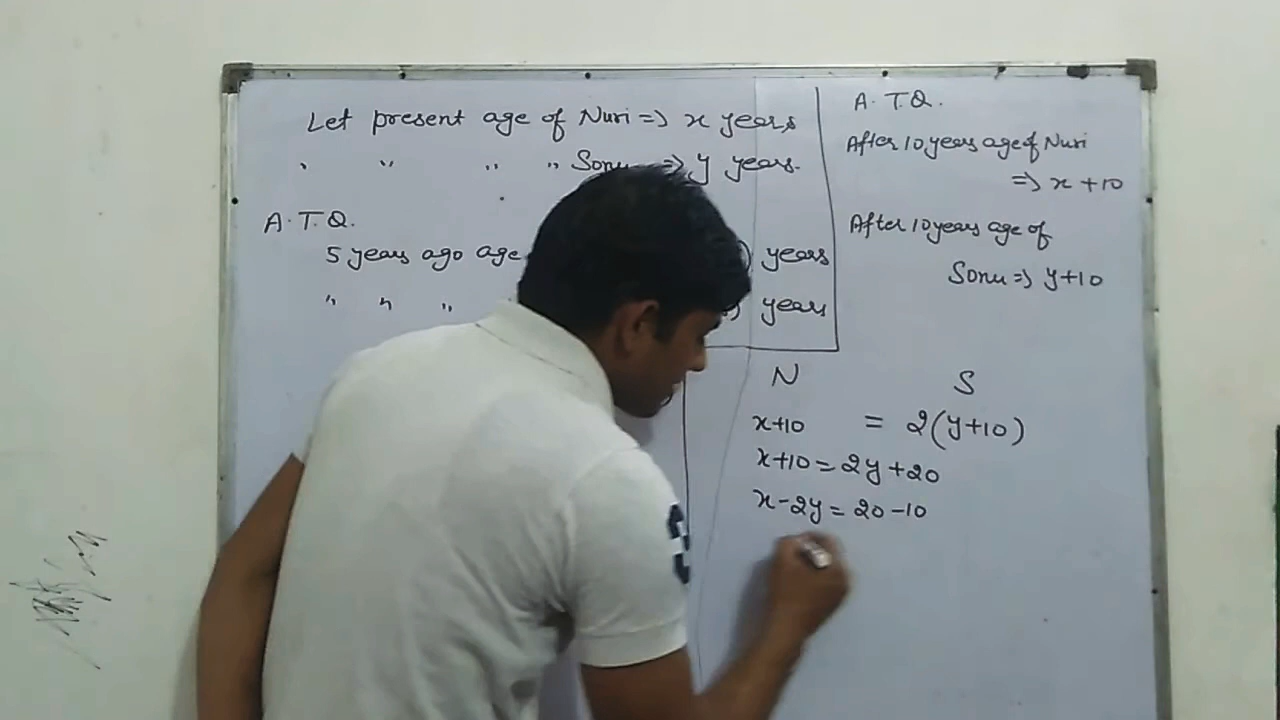 Let present age of Nuri => x years
" " " " Sonu => y years.
A.T.Q.
5 years ago age ) years
" " " ) years
A.T.Q.
After 10 years age of Nuri
=> x+10
After 10 years age of
Sonu => y+10
N S
x+10 = 2(y+10)
x+10 = 2y+20
x-2y = 20-10